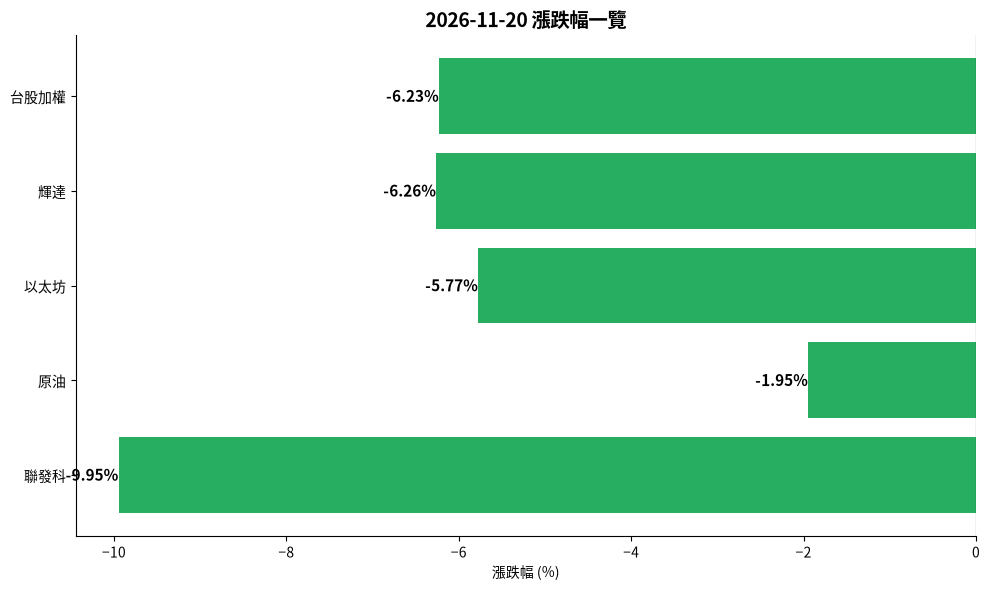 2026-11-20 漲跌幅一覽
台股加權
-6.23%
輝達
-6.26%
以太坊
-5.77%
原油
-1.95%
聯發科
-9.95%
−10
−8
−6
−4
−2
0
漲跌幅 (%)